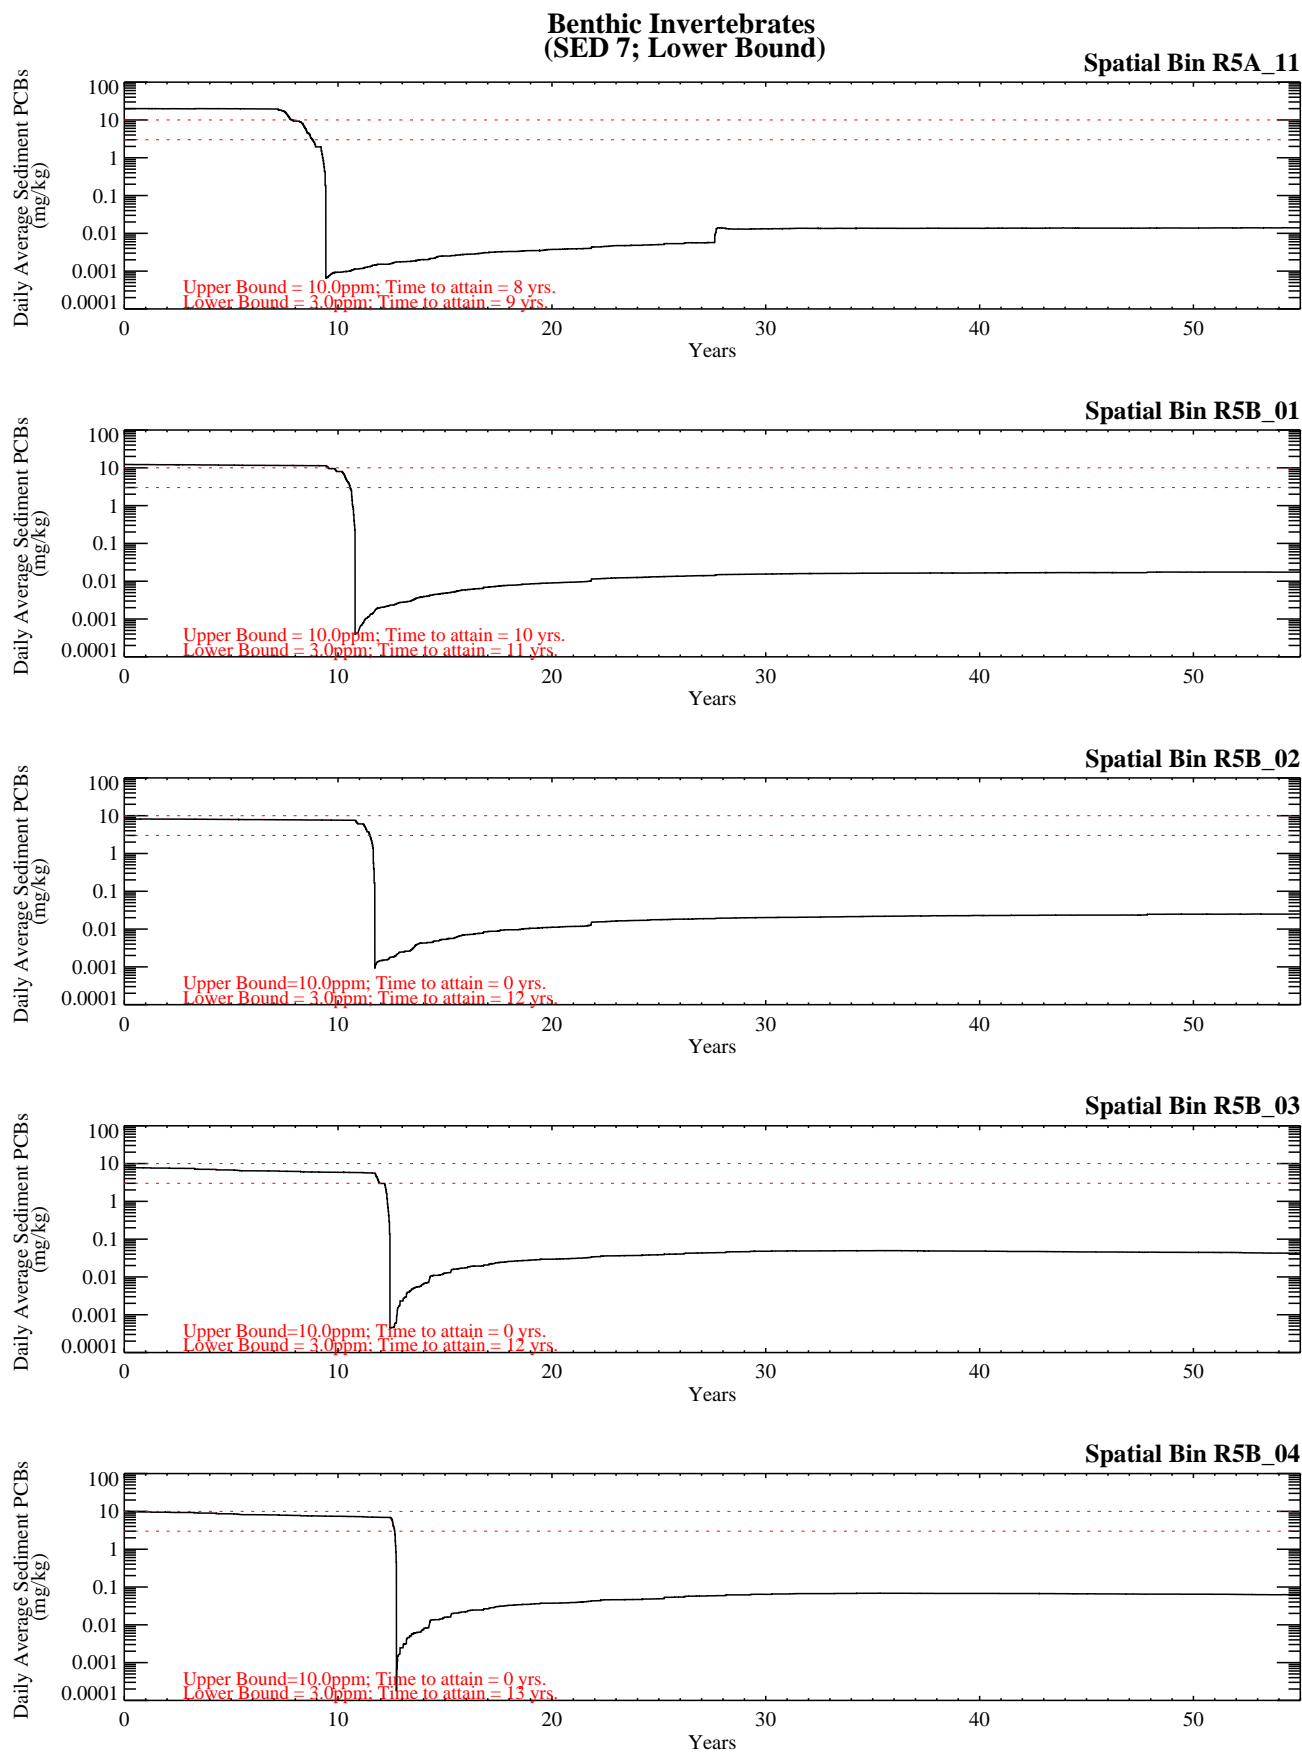 Benthic Invertebrates
(SED 7; Lower Bound)
Spatial Bin R5A_11
Daily Average Sediment PCBs
(mg/kg)
100
10
1
0.1
0.01
0.001
0.0001
Upper Bound = 10.0ppm; Time to attain = 8 yrs.
Lower Bound = 3.0ppm; Time to attain = 9 yrs.
0 10 20 30 40 50
Years
Spatial Bin R5B_01
Daily Average Sediment PCBs
(mg/kg)
100
10
1
0.1
0.01
0.001
0.0001
Upper Bound = 10.0ppm; Time to attain = 10 yrs.
Lower Bound = 3.0ppm; Time to attain = 11 yrs.
0 10 20 30 40 50
Years
Spatial Bin R5B_02
Daily Average Sediment PCBs
(mg/kg)
100
10
1
0.1
0.01
0.001
0.0001
Upper Bound=10.0ppm; Time to attain = 0 yrs.
Lower Bound = 3.0ppm; Time to attain = 12 yrs.
0 10 20 30 40 50
Years
Spatial Bin R5B_03
Daily Average Sediment PCBs
(mg/kg)
100
10
1
0.1
0.01
0.001
0.0001
Upper Bound=10.0ppm; Time to attain = 0 yrs.
Lower Bound = 3.0ppm; Time to attain = 12 yrs.
0 10 20 30 40 50
Years
Spatial Bin R5B_04
Daily Average Sediment PCBs
(mg/kg)
100
10
1
0.1
0.01
0.001
0.0001
Upper Bound=10.0ppm; Time to attain = 0 yrs.
Lower Bound = 3.0ppm; Time to attain = 13 yrs.
0 10 20 30 40 50
Years